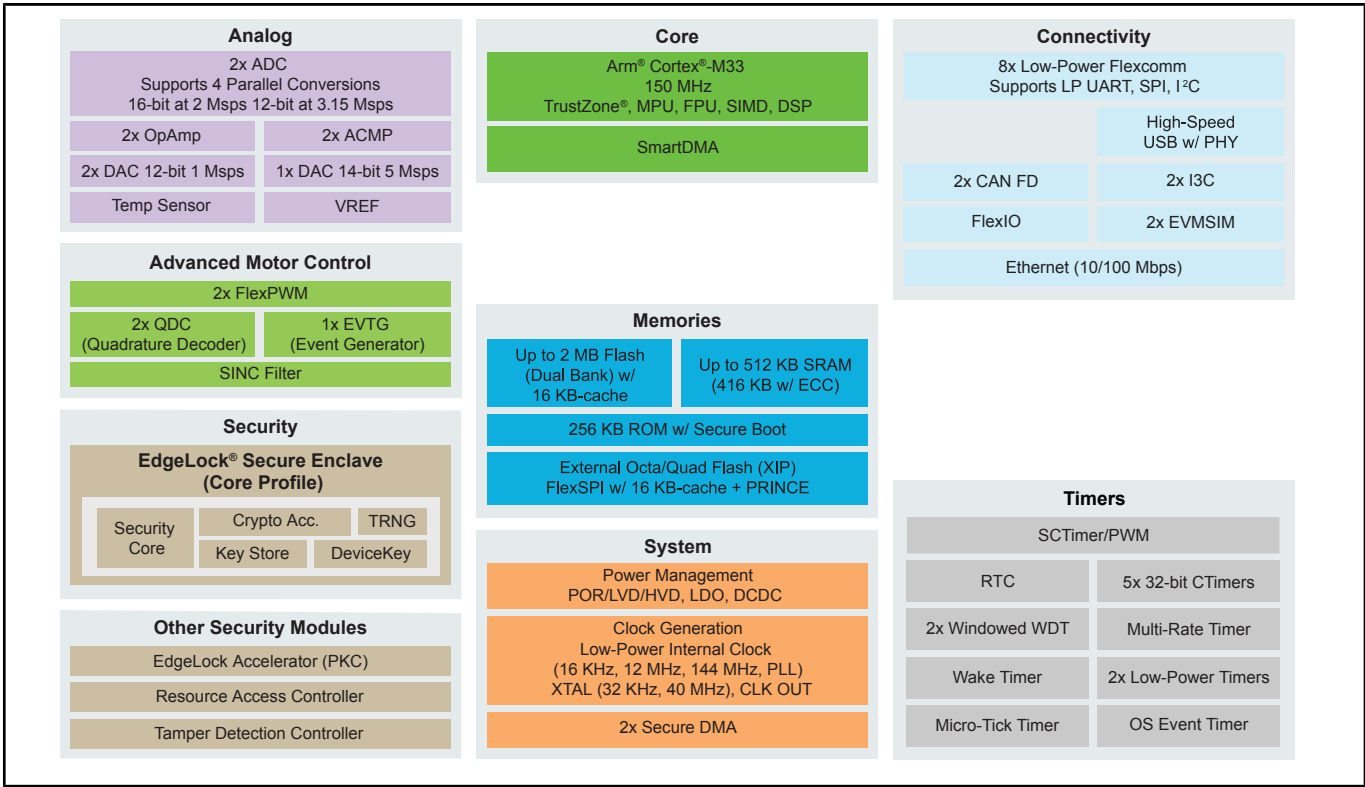 Analog
2x ADC
Supports 4 Parallel Conversions
16-bit at 2 Msps 12-bit at 3.15 Msps
2x OpAmp
2x ACMP
2x DAC 12-bit 1 Msps
1x DAC 14-bit 5 Msps
Temp Sensor
VREF
Advanced Motor Control
2x FlexPWM
2x QDC
(Quadrature Decoder)
1x EVTG
(Event Generator)
SINC Filter
Security
EdgeLock® Secure Enclave
(Core Profile)
Security
Core
Crypto Acc.
TRNG
Key Store
DeviceKey
Other Security Modules
EdgeLock Accelerator (PKC)
Resource Access Controller
Tamper Detection Controller
Core
Arm® Cortex®-M33
150 MHz
TrustZone®, MPU, FPU, SIMD, DSP
SmartDMA
Memories
Up to 2 MB Flash
(Dual Bank) w/
16 KB-cache
Up to 512 KB SRAM
(416 KB w/ ECC)
256 KB ROM w/ Secure Boot
External Octa/Quad Flash (XIP)
FlexSPI w/ 16 KB-cache + PRINCE
System
Power Management
POR/LVD/HVD, LDO, DCDC
Clock Generation
Low-Power Internal Clock
(16 KHz, 12 MHz, 144 MHz, PLL)
XTAL (32 KHz, 40 MHz), CLK OUT
2x Secure DMA
Connectivity
8x Low-Power Flexcomm
Supports LP UART, SPI, I²C
High-Speed
USB w/ PHY
2x CAN FD
2x I3C
FlexIO
2x EVMSIM
Ethernet (10/100 Mbps)
Timers
SCTimer/PWM
RTC
5x 32-bit CTimers
2x Windowed WDT
Multi-Rate Timer
Wake Timer
2x Low-Power Timers
Micro-Tick Timer
OS Event Timer